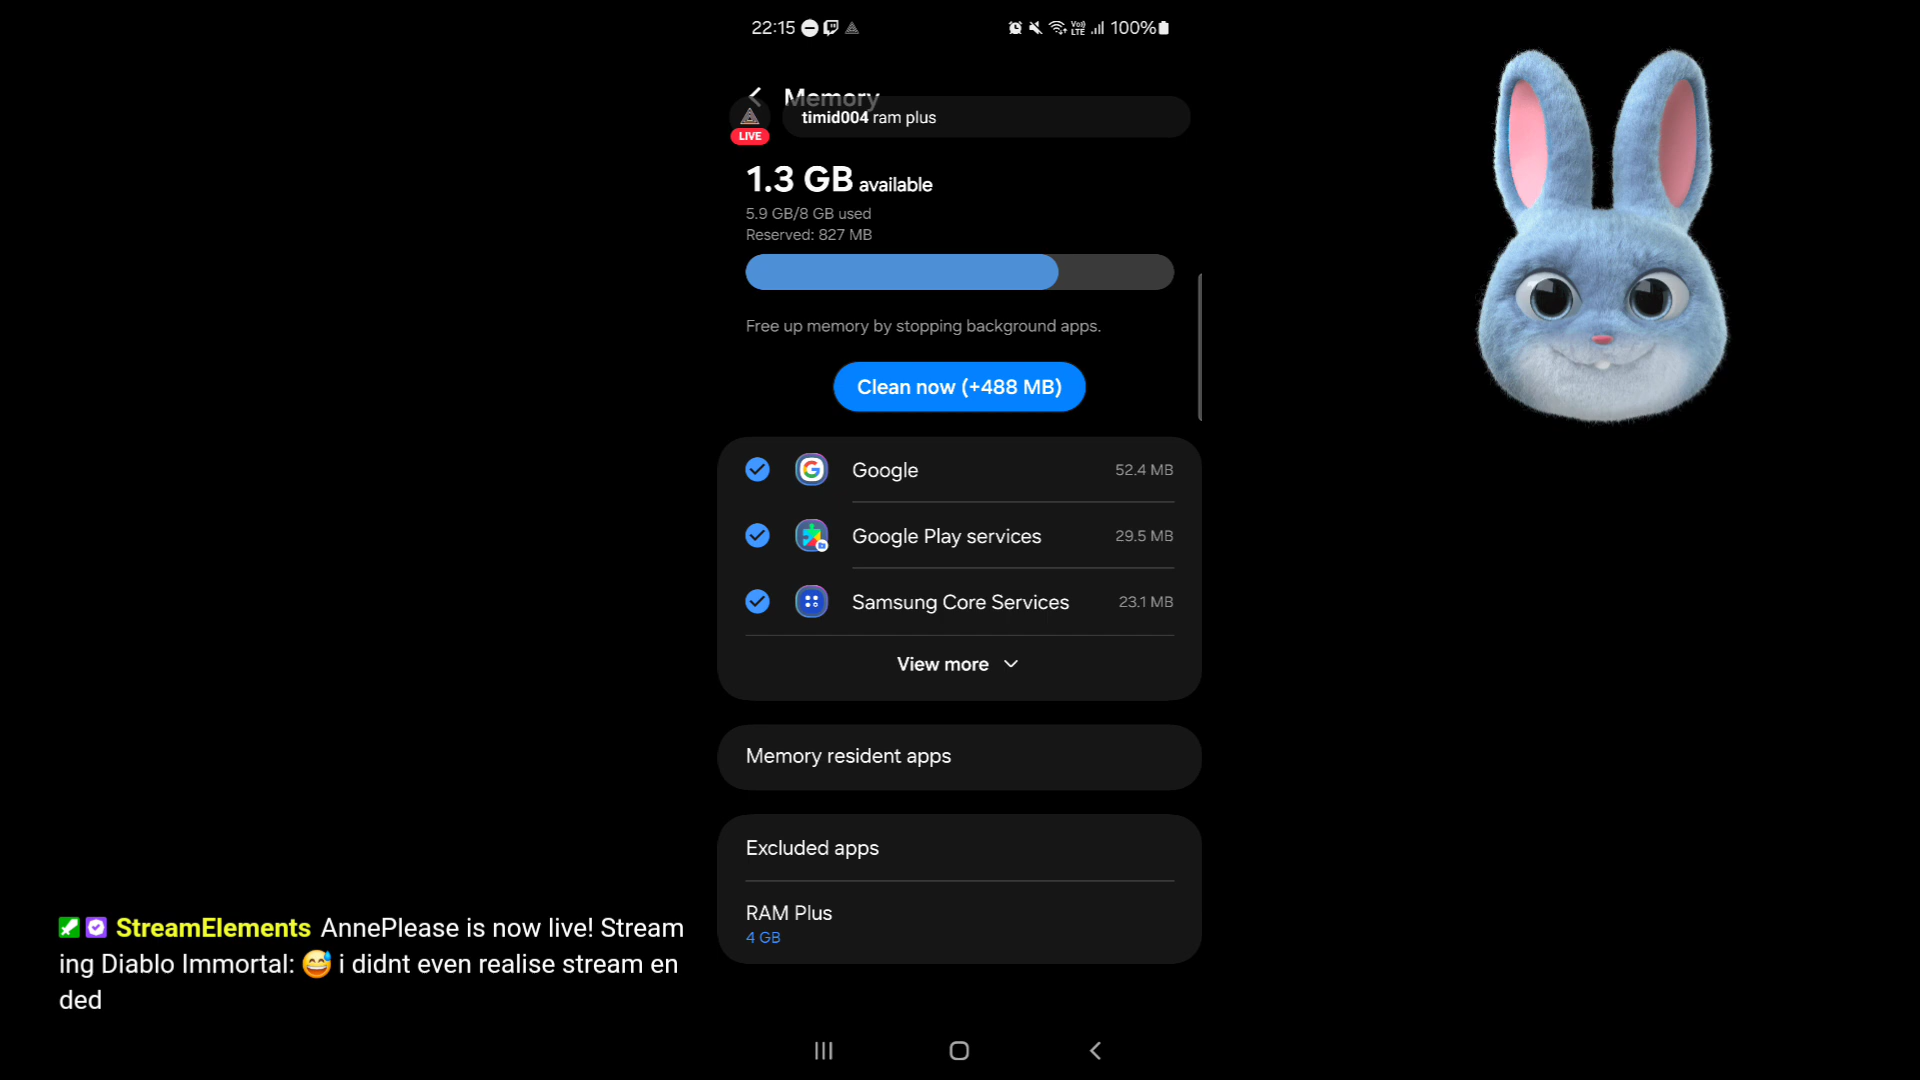 22:15
Vo)) LTE 100%
Memory
LIVE
timid004 ram plus
1.3 GB available
5.9 GB/8 GB used
Reserved: 827 MB
Free up memory by stopping background apps.
Clean now (+488 MB)
Google 52.4 MB
Google Play services 29.5 MB
Samsung Core Services 23.1 MB
View more
Memory resident apps
Excluded apps
RAM Plus
4 GB
StreamElements AnnePlease is now live! Stream
ing Diablo Immortal: 😅 i didnt even realise stream en
ded